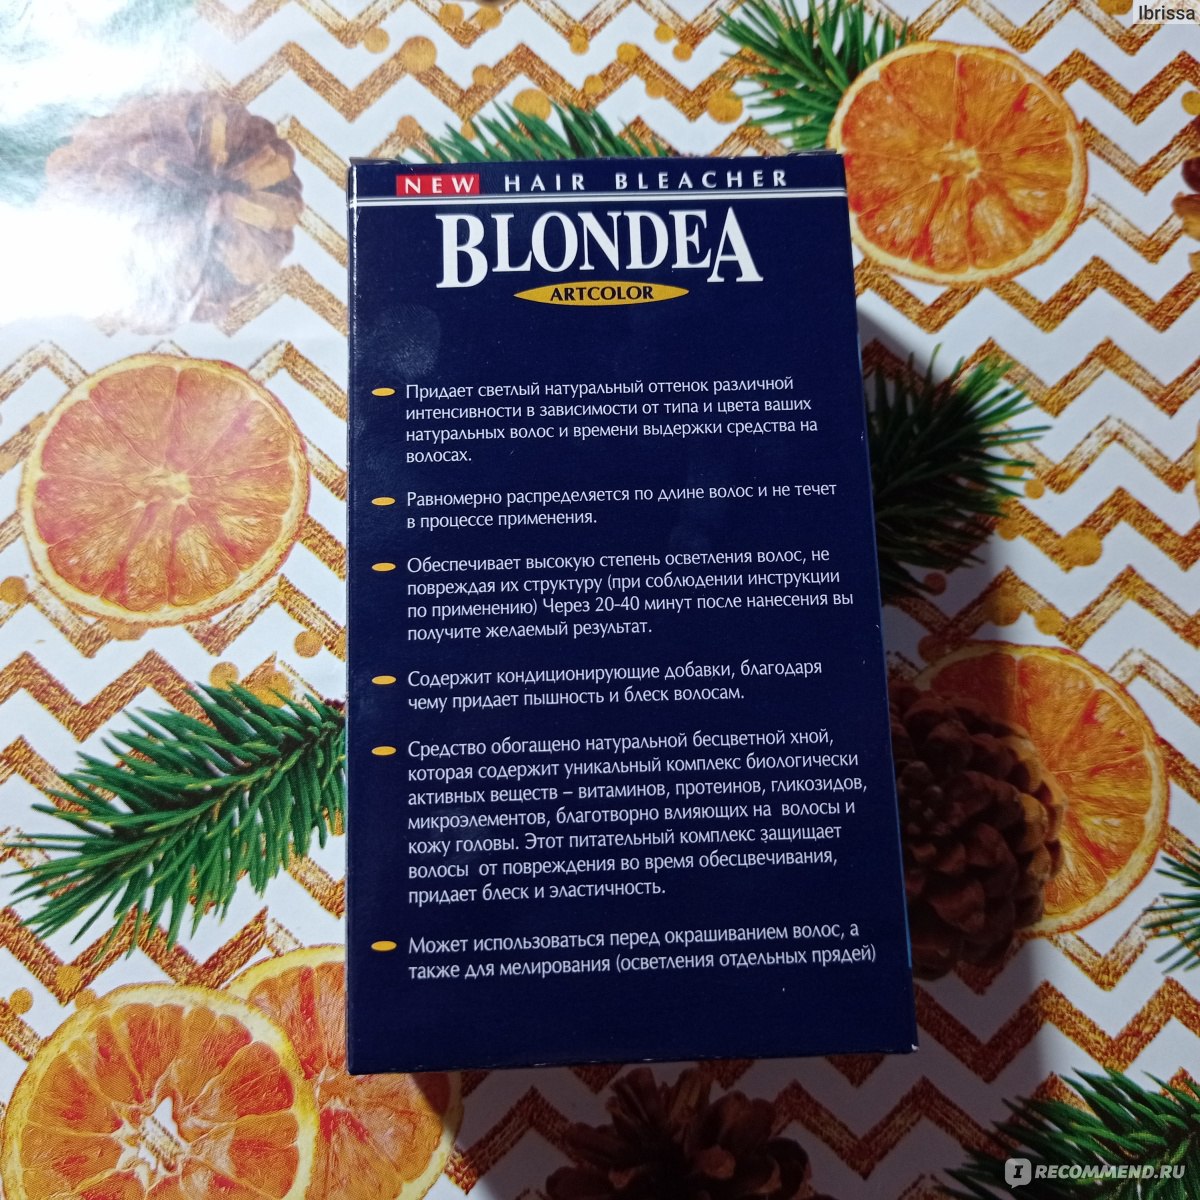 lbrissa
NEW HAIR BLEACHER
BLONDEA
ARTCOLOR
Придает светлый натуральный оттенок различной
интенсивности в зависимости от типа и цвета ваших
натуральных волос и времени выдержки средства на
волосах.
Равномерно распределяется по длине волос и не течет
в процессе применения.
Обеспечивает высокую степень осветления волос, не
повреждая их структуру (при соблюдении инструкции
по применению) Через 20-40 минут после нанесения вы
получите желаемый результат.
Содержит кондиционирующие добавки, благодаря
чему придает пышность и блеск волосам.
Средство обогащено натуральной бесцветной хной,
которая содержит уникальный комплекс биологически
активных веществ – витаминов, протеинов, гликозидов,
микроэлементов, благотворно влияющих на волосы и
кожу головы. Этот питательный комплекс защищает
волосы от повреждения во время обесцвечивания,
придает блеск и эластичность.
Может использоваться перед окрашиванием волос, а
также для мелирования (осветления отдельных прядей)
I RECOMMEND.RU